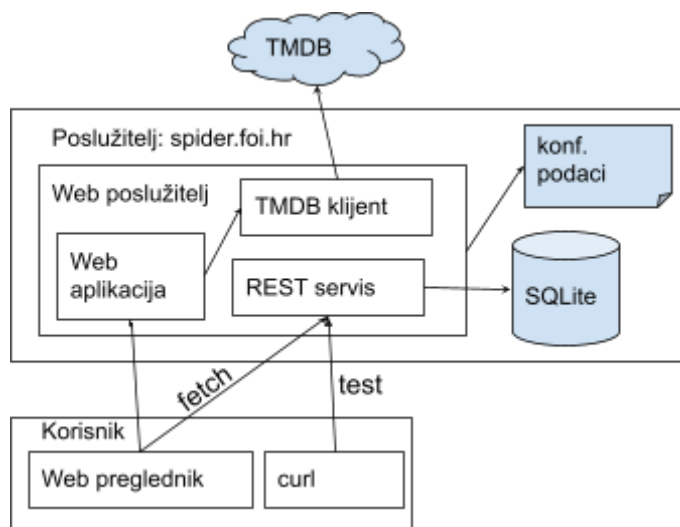 TMDB
Poslužitelj: spider.foi.hr
konf.
podaci
Web poslužitelj
TMDB klijent
Web
aplikacija
REST servis
SQLite
fetch
test
Korisnik
Web preglednik
curl